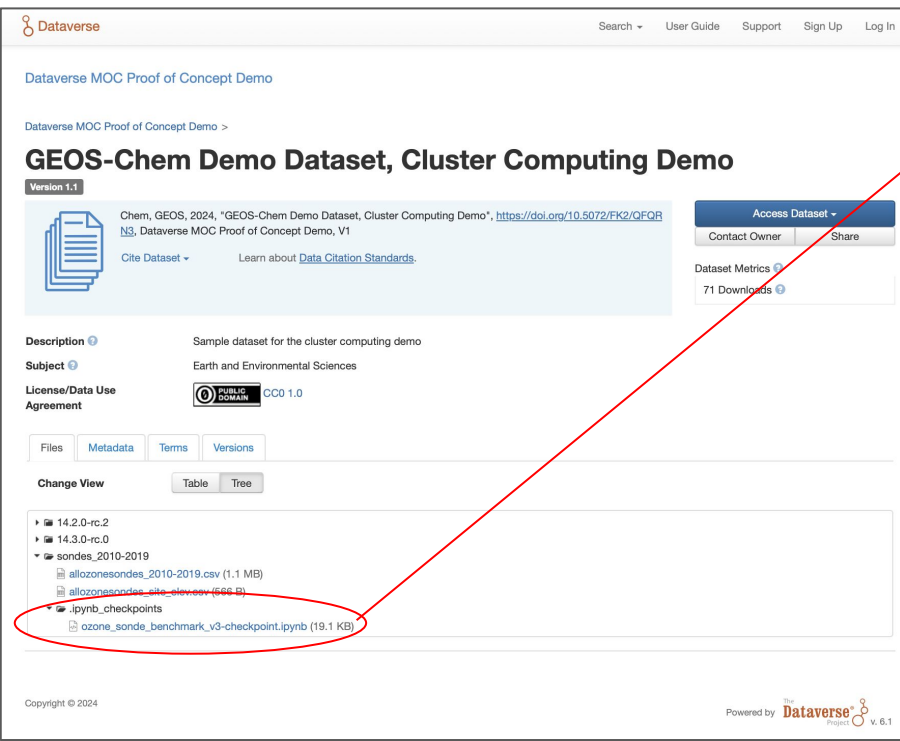 Dataverse
Search User Guide Support Sign Up Log In
Dataverse MOC Proof of Concept Demo
Dataverse MOC Proof of Concept Demo >
GEOS-Chem Demo Dataset, Cluster Computing Demo
Version 1.1
Chem, GEOS, 2024, "GEOS-Chem Demo Dataset, Cluster Computing Demo", https://doi.org/10.5072/FK2/QFQR
N3, Dataverse MOC Proof of Concept Demo, V1
Cite Dataset Learn about Data Citation Standards.
Access Dataset
Contact Owner Share
Dataset Metrics
71 Downloads
Description Sample dataset for the cluster computing demo
Subject Earth and Environmental Sciences
License/Data Use
Agreement
PUBLIC
DOMAIN
CC0 1.0
Files Metadata Terms Versions
Change View Table Tree
14.2.0-rc.2
14.3.0-rc.0
sondes_2010-2019
allozonesondes_2010-2019.csv (1.1 MB)
allozonesondes_site_elev.csv (566 B)
.ipynb_checkpoints
ozone_sonde_benchmark_v3-checkpoint.ipynb (19.1 KB)
Copyright © 2024
Powered by The Dataverse Project v. 6.1